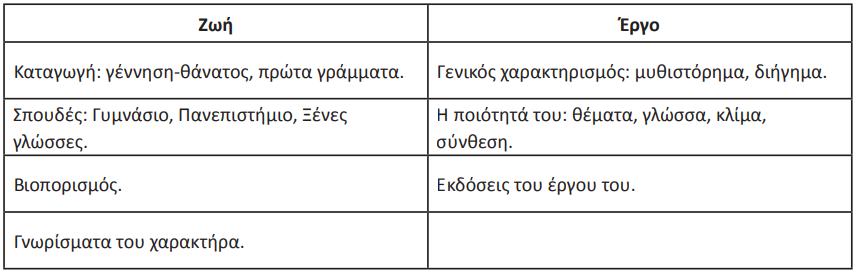 Ζωή
Έργο
Καταγωγή: γέννηση-θάνατος, πρώτα γράμματα.
Γενικός χαρακτηρισμός: μυθιστόρημα, διήγημα.
Σπουδές: Γυμνάσιο, Πανεπιστήμιο, Ξένες
γλώσσες.
Η ποιότητά του: θέματα, γλώσσα, κλίμα,
σύνθεση.
Βιοπορισμός.
Εκδόσεις του έργου του.
Γνωρίσματα του χαρακτήρα.